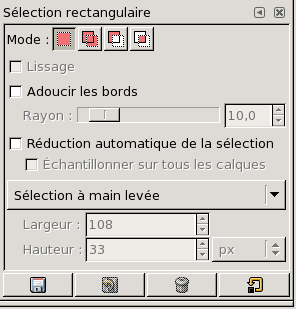 Sélection rectangulaire
Mode :
Lissage
Adoucir les bords
Rayon : 10,0
Réduction automatique de la sélection
Échantillonner sur tous les calques
Sélection à main levée
Largeur : 108
Hauteur : 33 px